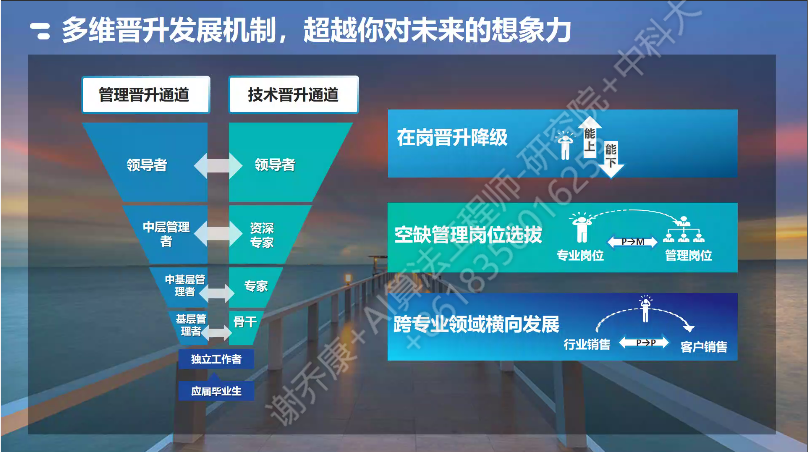 多维晋升发展机制，超越你对未来的想象力
管理晋升通道
技术晋升通道
领导者
领导者
中层管理
者
资深
专家
中基层管
理者
专家
基层管
理者
骨干
独立工作者
应届毕业生
在岗晋升降级
能上
能下
空缺管理岗位选拔
专业岗位
P→M
管理岗位
跨专业领域横向发展
行业销售
P→P
客户销售
谢乔康+AI算法工程师-研究院+中科大